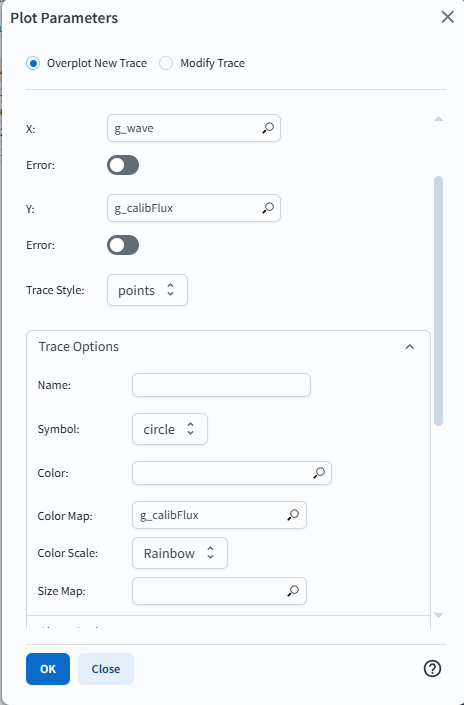 Plot Parameters
Overplot New Trace Modify Trace
X: g_wave
Error:
Y: g_calibFlux
Error:
Trace Style: points
Trace Options
Name:
Symbol: circle
Color:
Color Map: g_calibFlux
Color Scale: Rainbow
Size Map:
OK Close